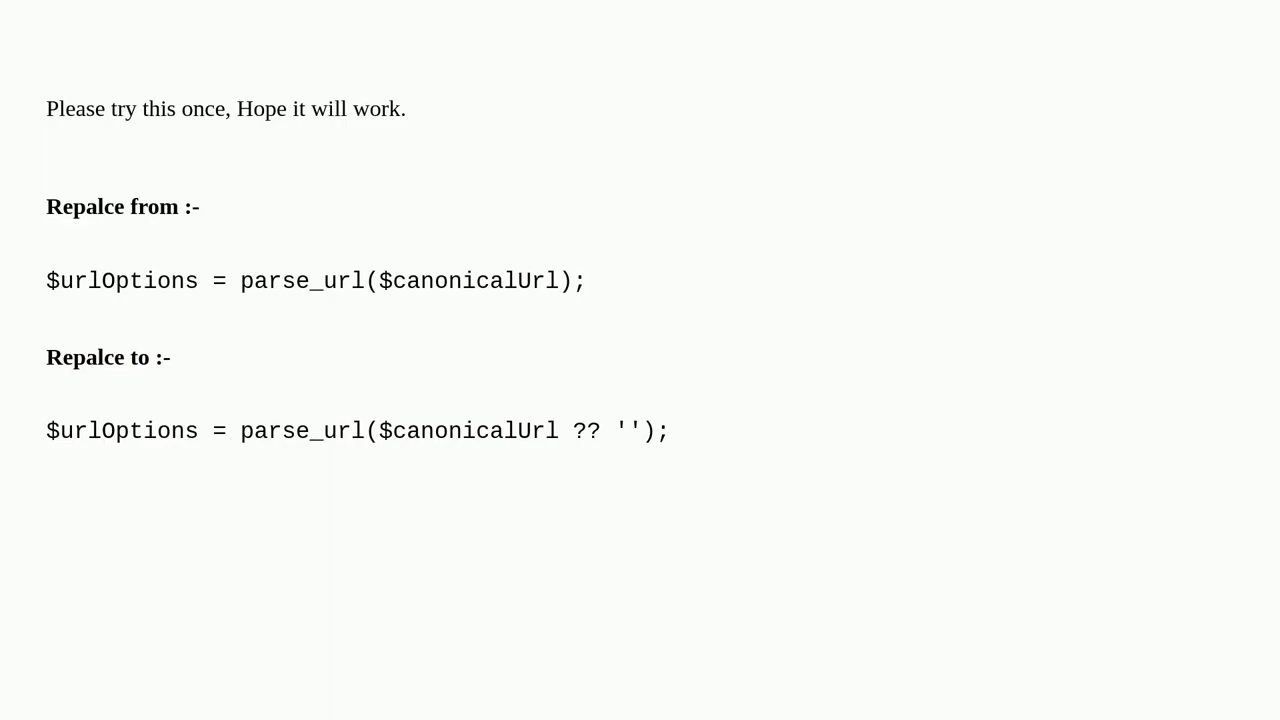 Please try this once, Hope it will work.
Repalce from :-
$urlOptions = parse_url($canonicalUrl);
Repalce to :-
$urlOptions = parse_url($canonicalUrl ?? '');